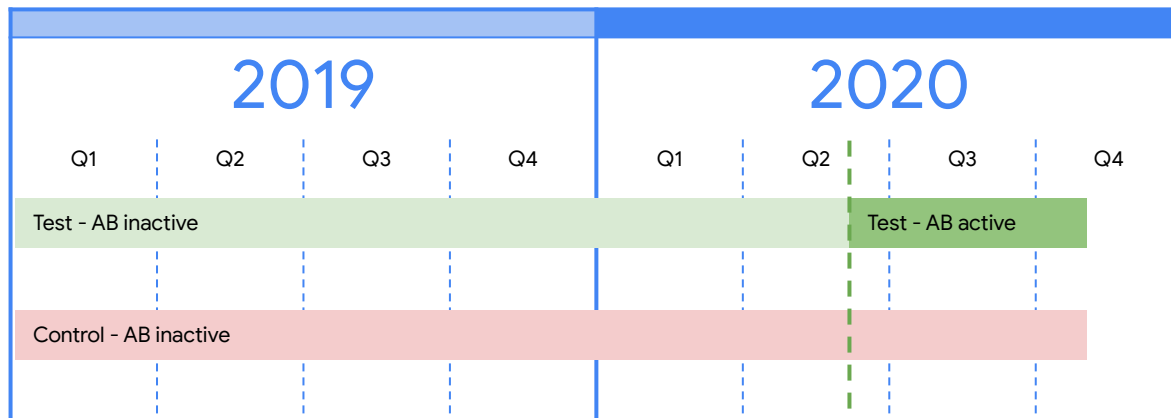 2019
2020
Q1 Q2 Q3 Q4 Q1 Q2 Q3 Q4
Test - AB inactive
Test - AB active
Control - AB inactive